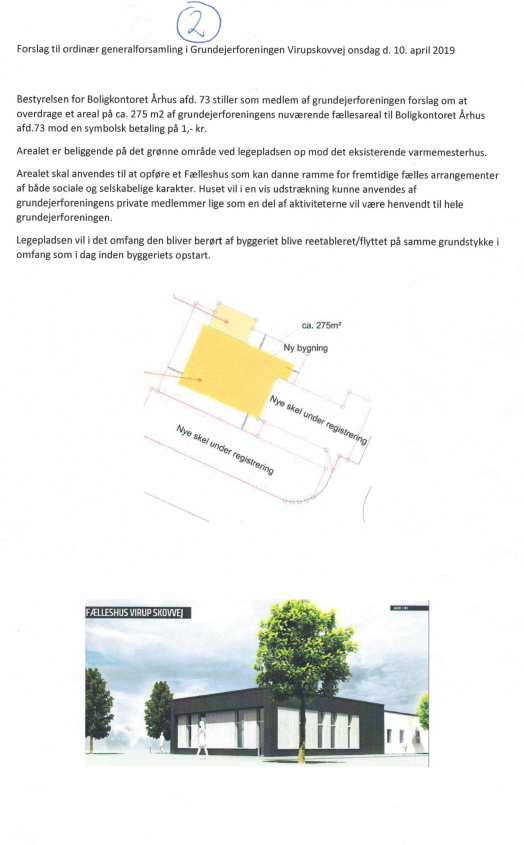 2
Forslag til ordinær generalforsamling i Grundejerforeningen Virupskovvej onsdag d. 10. april 2019
Bestyrelsen for Boligkontoret Århus afd. 73 stiller som medlem af grundejerforeningen forslag om at
overdrage et areal på ca. 275 m2 af grundejerforeningens nuværende fællesareal til Boligkontoret Århus
afd.73 mod en symbolsk betaling på 1,- kr.
Arealet er beliggende på det grønne område ved legepladsen op mod det eksisterende varmemesterhus.
Arealet skal anvendes til at opføre et Fælleshus som kan danne ramme for fremtidige fælles arrangementer
af både sociale og selskabelige karakter. Huset vil i en vis udstrækning kunne anvendes af
grundejerforeningens private medlemmer lige som en del af aktiviteterne vil være henvendt til hele
grundejerforeningen.
Legepladsen vil i det omfang den bliver berørt af byggeriet blive reetableret/flyttet på samme grundstykke i
omfang som i dag inden byggeriets opstart.
ca. 275m²
Ny bygning
Nye skel under registrering
Nye skel under registrering
FÆLLESHUS VIRUP SKOVVEJ